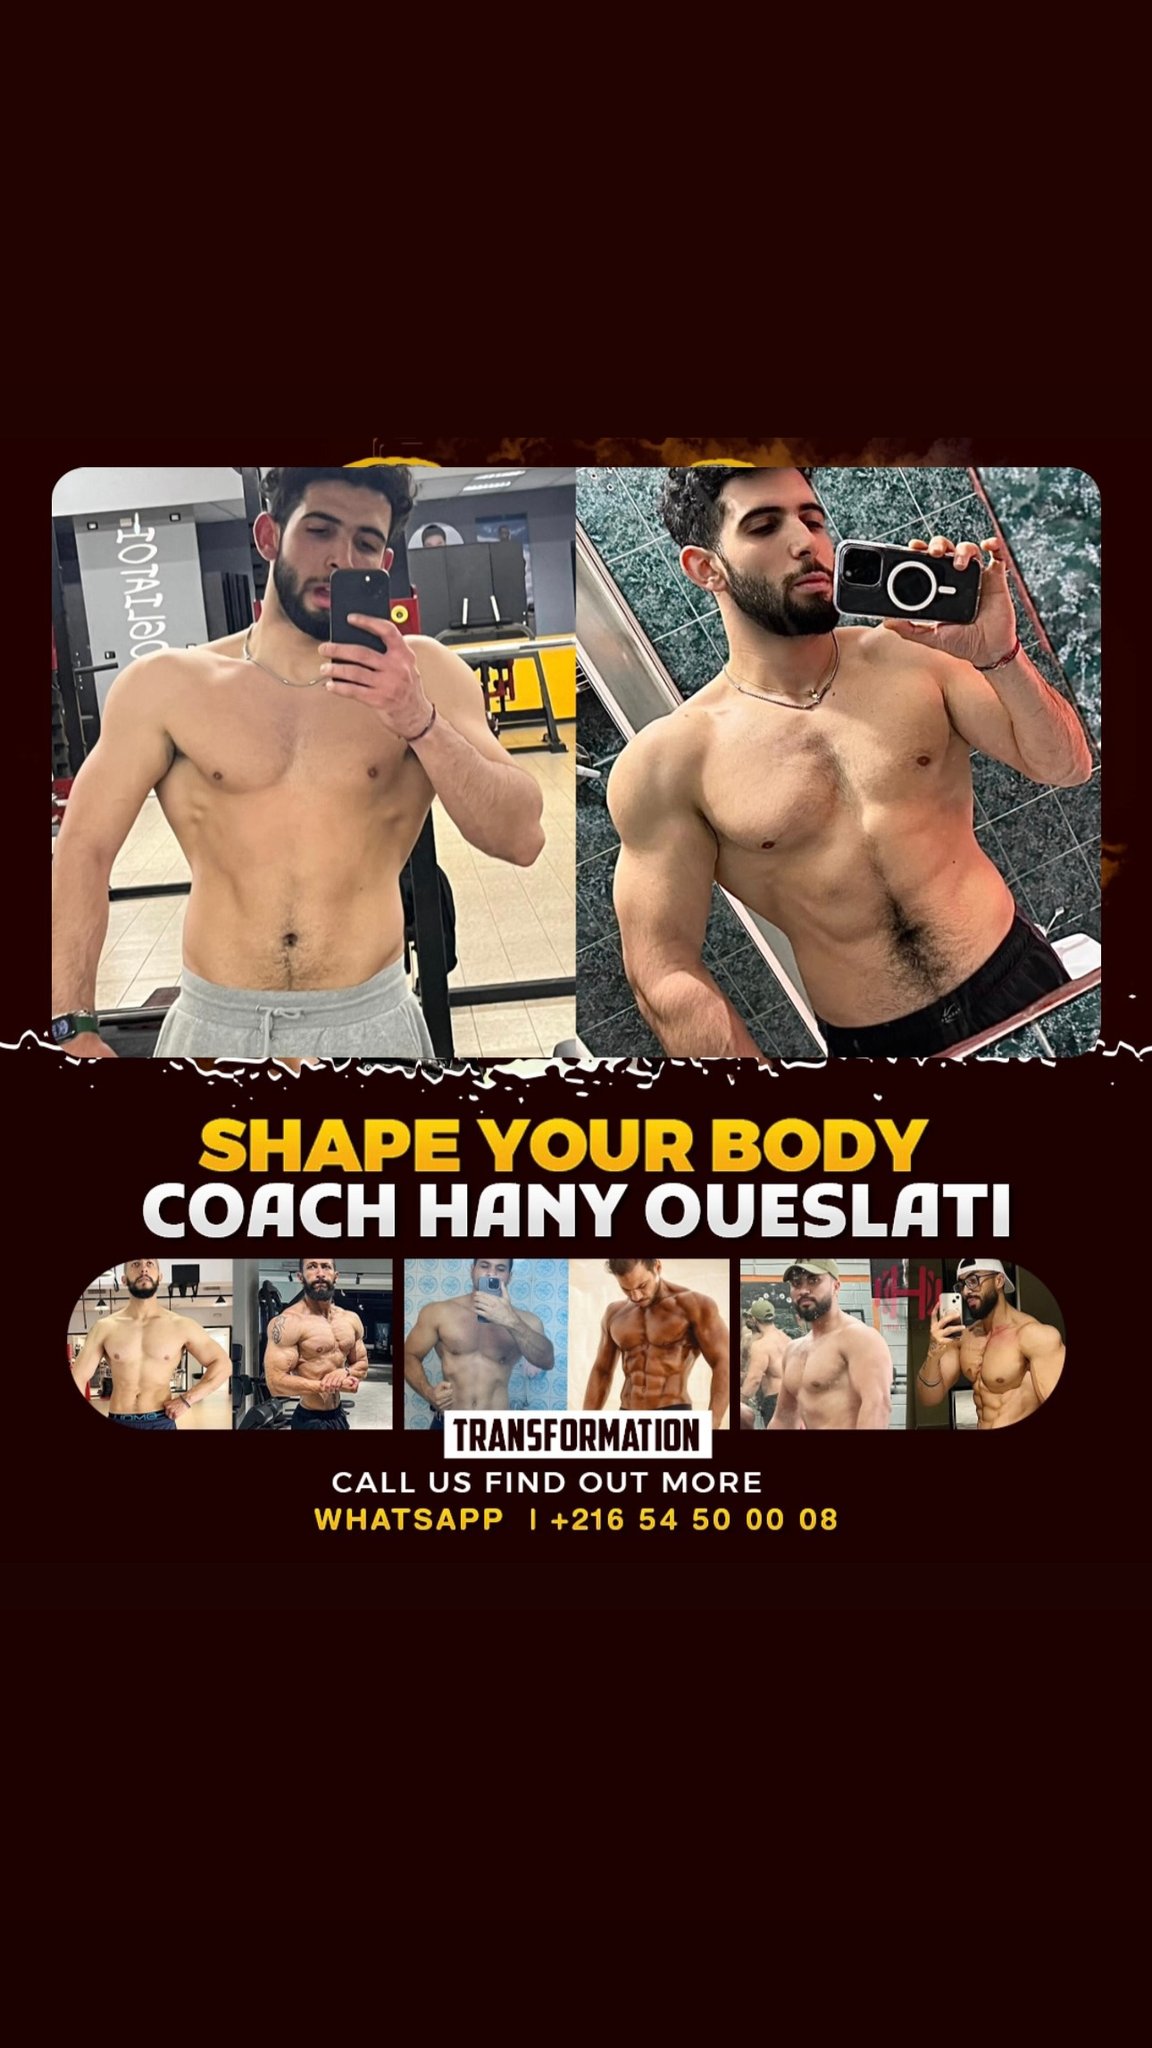 SHAPE YOUR BODY
COACH HANY OUESLATI
TRANSFORMATION
CALL US FIND OUT MORE
WHATSAPP | +216 54 50 00 08